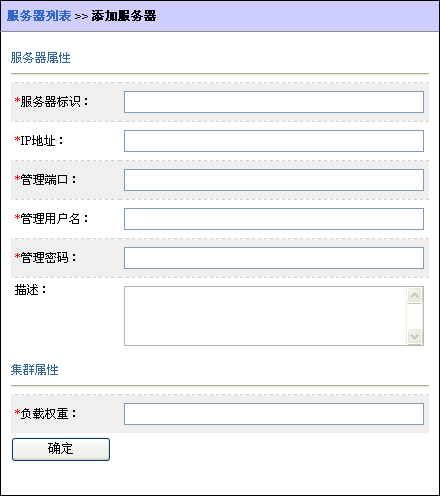 服务器列表 >> 添加服务器
服务器属性
*服务器标识：
*IP地址：
*管理端口：
*管理用户名：
*管理密码：
描述：
集群属性
*负载权重：
确定